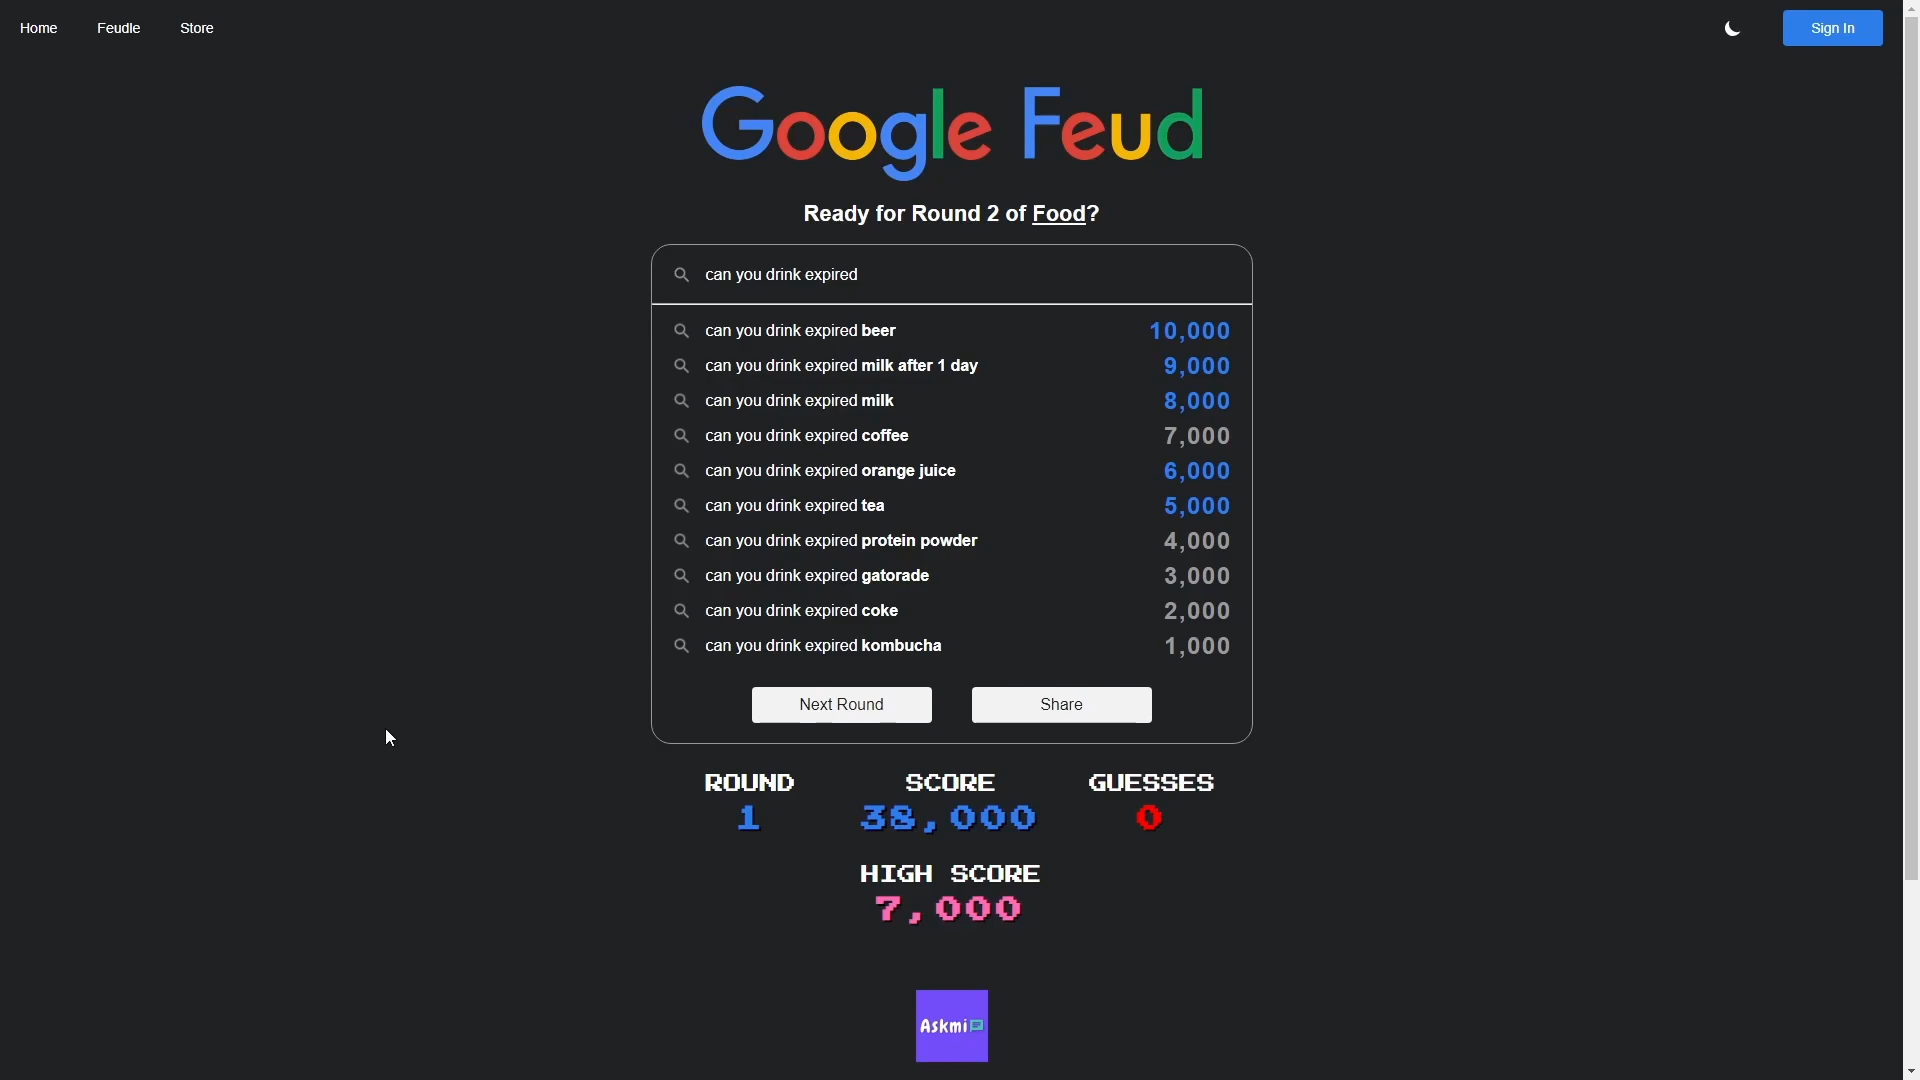 Home Feudle Store Sign In
Google Feud
Ready for Round 2 of Food?
can you drink expired
can you drink expired beer 10,000
can you drink expired milk after 1 day 9,000
can you drink expired milk 8,000
can you drink expired coffee 7,000
can you drink expired orange juice 6,000
can you drink expired tea 5,000
can you drink expired protein powder 4,000
can you drink expired gatorade 3,000
can you drink expired coke 2,000
can you drink expired kombucha 1,000
Next Round Share
ROUND SCORE GUESSES
1 38,000 0
HIGH SCORE
7,000
Askmi